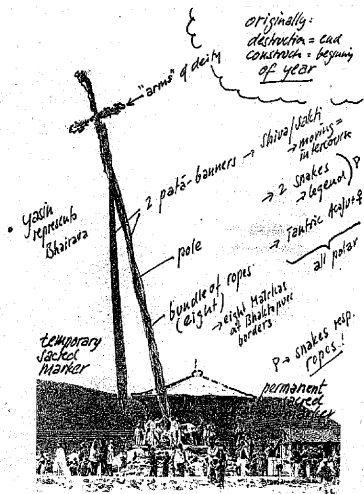 originally:
destruction = end
construct = beginning
OF YEAR
"arms" of deity
2 patā-banners → Shiva/Sakti
→ moving =
intercourse
→ 2 snakes
→ legend) ?
• yasin
represents
Bhairava
pole
→ Tantric
all polar
bundle of ropes
(eight)
→ eight Matrkas
at Bhaktapur's
borders
? → snakes resp.
ropes!
temporary
sacred
marker
permanent
sacred
marker